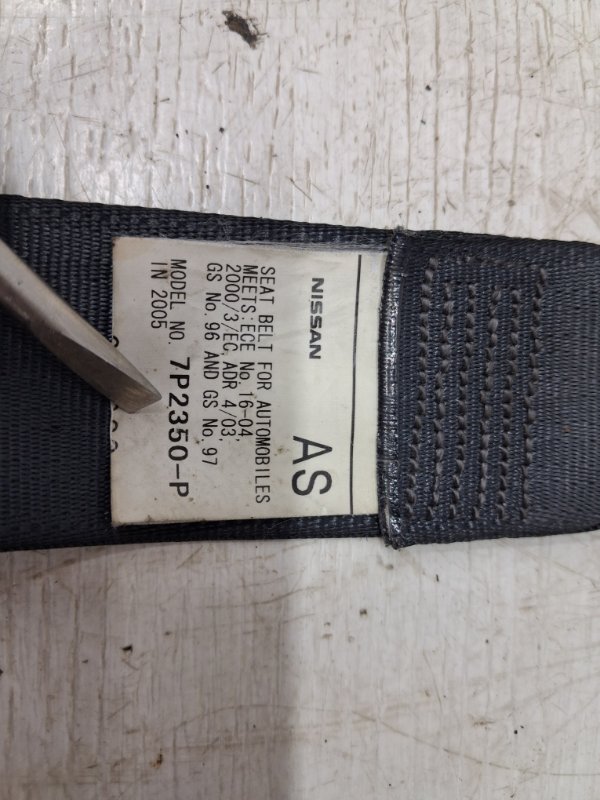 NISSAN AS
SEAT BELT FOR AUTOMOBILES
MEETS:ECE No.16-04
2000/3/EC, ADR 4/03,
GS No. 96 AND GS No. 97
MODEL NO. 7P2350-P
IN 2005